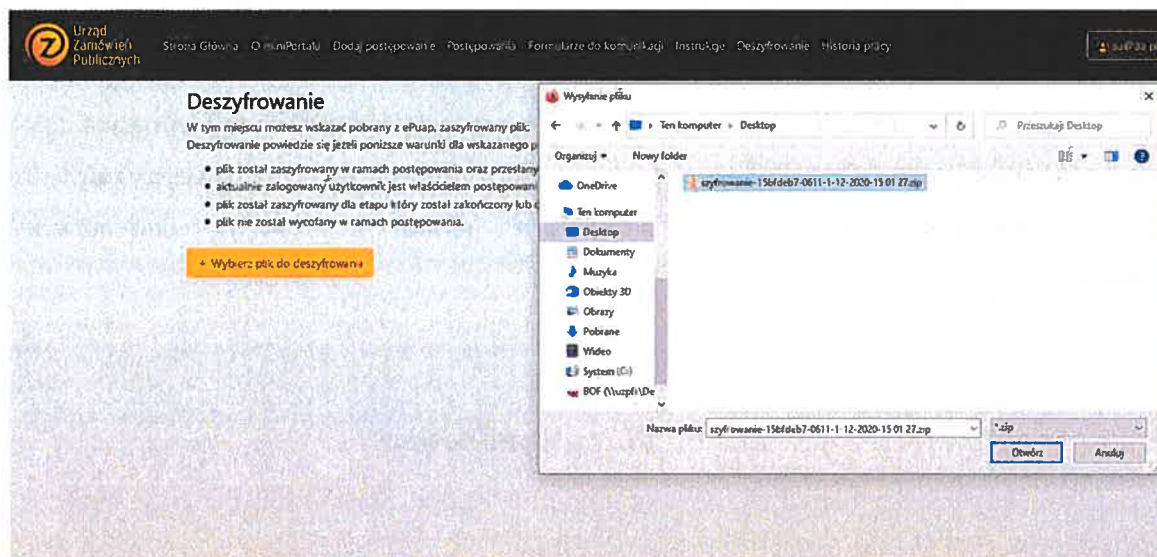 Urząd
Zamówień
Publicznych
Strona Główna O miniPortalu Dodaj postępowanie Postępowania Formularze do komunikacji Instrukcje Deszyfrowanie Historia pracy
Deszyfrowanie
W tym miejscu możesz wskazać pobrany z ePuap, zaszyfrowany plik.
Deszyfrowanie powiedzie się jeżeli poniższe warunki dla wskazanego p
• plik został zaszyfrowany w ramach postępowania oraz przesłany
• aktualnie zalogowany użytkownik jest właścicielem postępowan
• plik został zaszyfrowany dla etapu który został zakończony lub
• plik nie został wycofany w ramach postępowania.
+ Wybierz plik do deszyfrowania
Wysyłanie pliku
Ten komputer › Desktop
Przeszukaj: Desktop
Organizuj Nowy folder
OneDrive
szyfrowanie-15bfdeb7-0611-1-12-2020-15 01 27.zip
Ten komputer
Desktop
Dokumenty
Muzyka
Obiekty 3D
Obrazy
Pobrane
Wideo
System (C:)
BOF (\\uzpfs\De
Nazwa pliku: szyfrowanie-15bfdeb7-0611-1-12-2020-15 01 27.zip
*.zip
Otwórz Anuluj